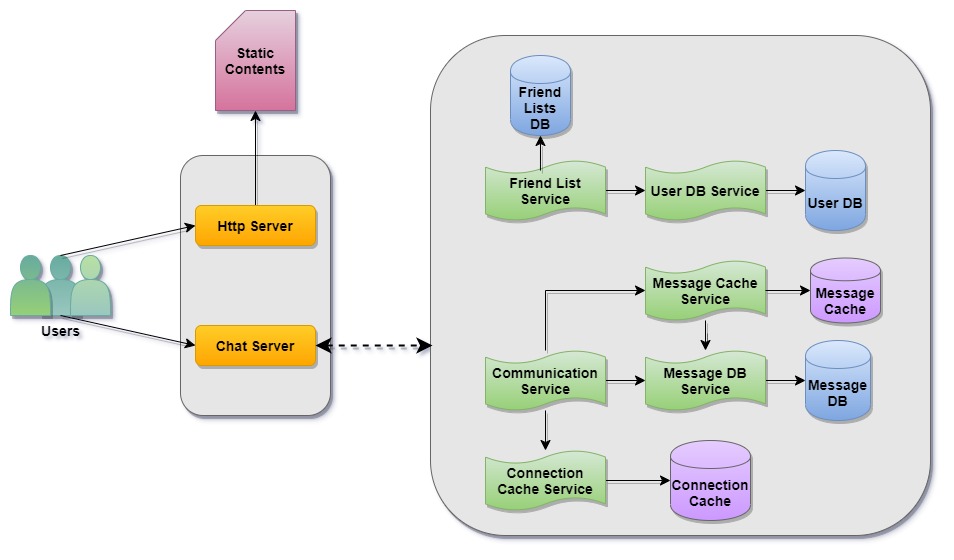 Static
Contents
Http Server
Users
Chat Server
Friend
Lists
DB
Friend List
Service
User DB Service
User DB
Message Cache
Service
Message
Cache
Communication
Service
Message DB
Service
Message
DB
Connection
Cache Service
Connection
Cache